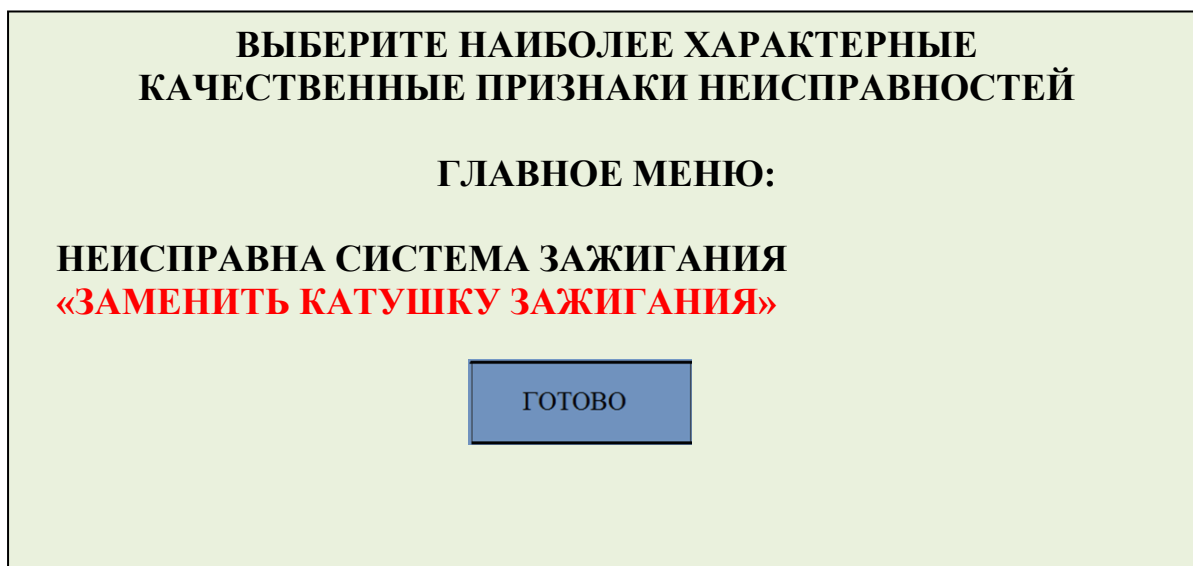 ВЫБЕРИТЕ НАИБОЛЕЕ ХАРАКТЕРНЫЕ
КАЧЕСТВЕННЫЕ ПРИЗНАКИ НЕИСПРАВНОСТЕЙ
ГЛАВНОЕ МЕНЮ:
НЕИСПРАВНА СИСТЕМА ЗАЖИГАНИЯ
«ЗАМЕНИТЬ КАТУШКУ ЗАЖИГАНИЯ»
ГОТОВО